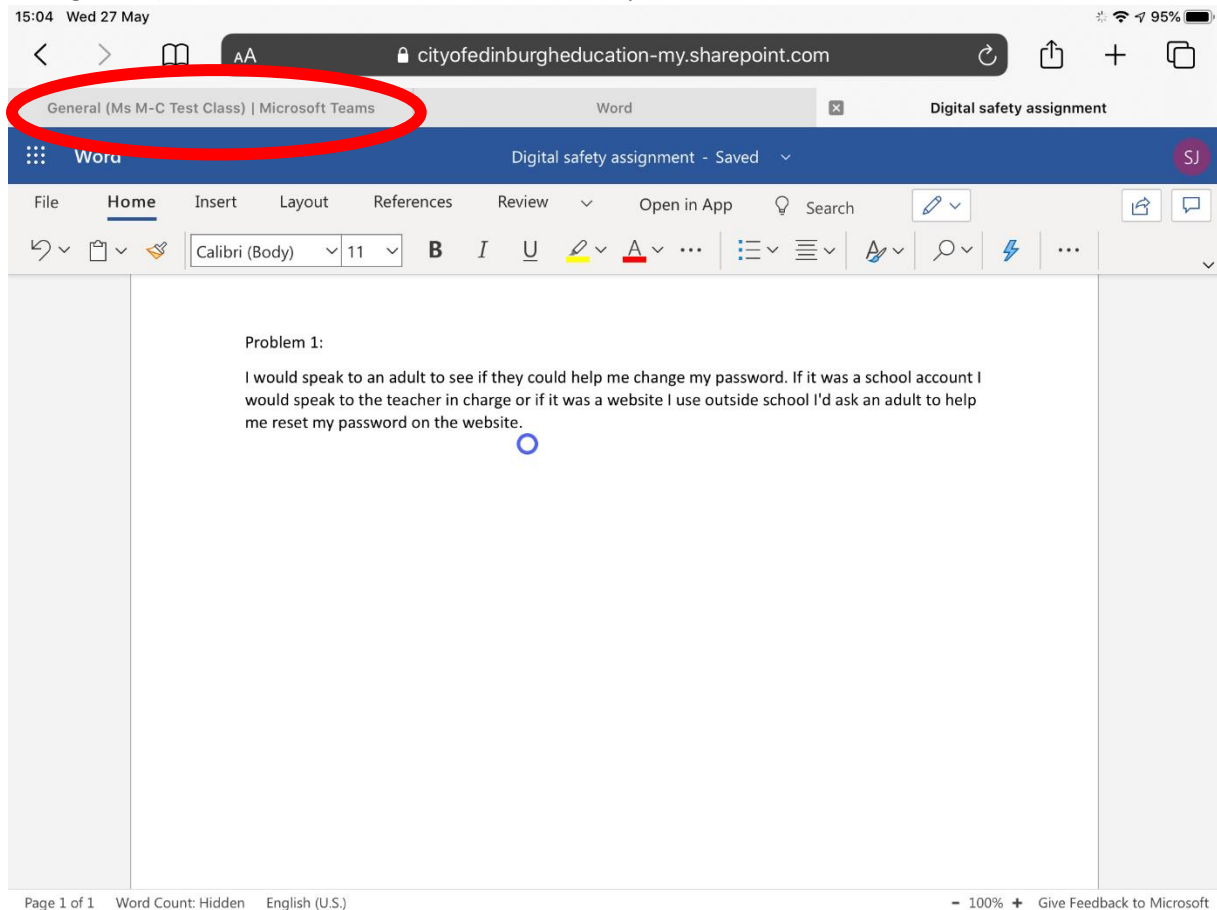 15:04 Wed 27 May 95%
AA cityofedinburgheducation-my.sharepoint.com
General (Ms M-C Test Class) | Microsoft Teams Word Digital safety assignment
Word Digital safety assignment - Saved SJ
File Home Insert Layout References Review Open in App Search
Calibri (Body) 11 B I U A
Problem 1:
I would speak to an adult to see if they could help me change my password. If it was a school account I
would speak to the teacher in charge or if it was a website I use outside school I'd ask an adult to help
me reset my password on the website.
Page 1 of 1 Word Count: Hidden English (U.S.) - 100% + Give Feedback to Microsoft